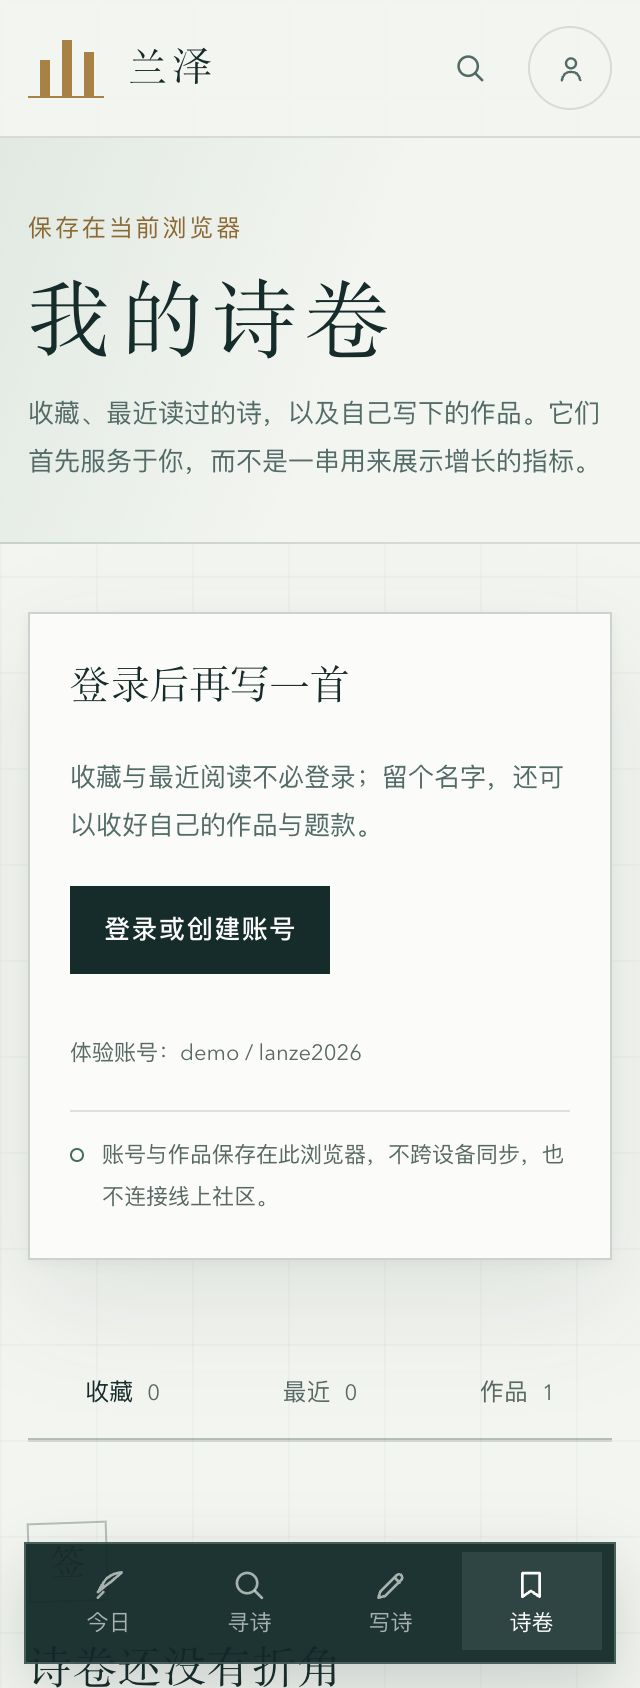 兰泽
保存在当前浏览器
我的诗卷
收藏、最近读过的诗，以及自己写下的作品。它们
首先服务于你，而不是一串用来展示增长的指标。
登录后再写一首
收藏与最近阅读不必登录；留个名字，还可
以收好自己的作品与题款。
登录或创建账号
体验账号：demo / lanze2026
账号与作品保存在此浏览器，不跨设备同步，也
不连接线上社区。
收藏 0 最近 0 作品 1
签
今日 寻诗 写诗 诗卷
诗卷还没有折角